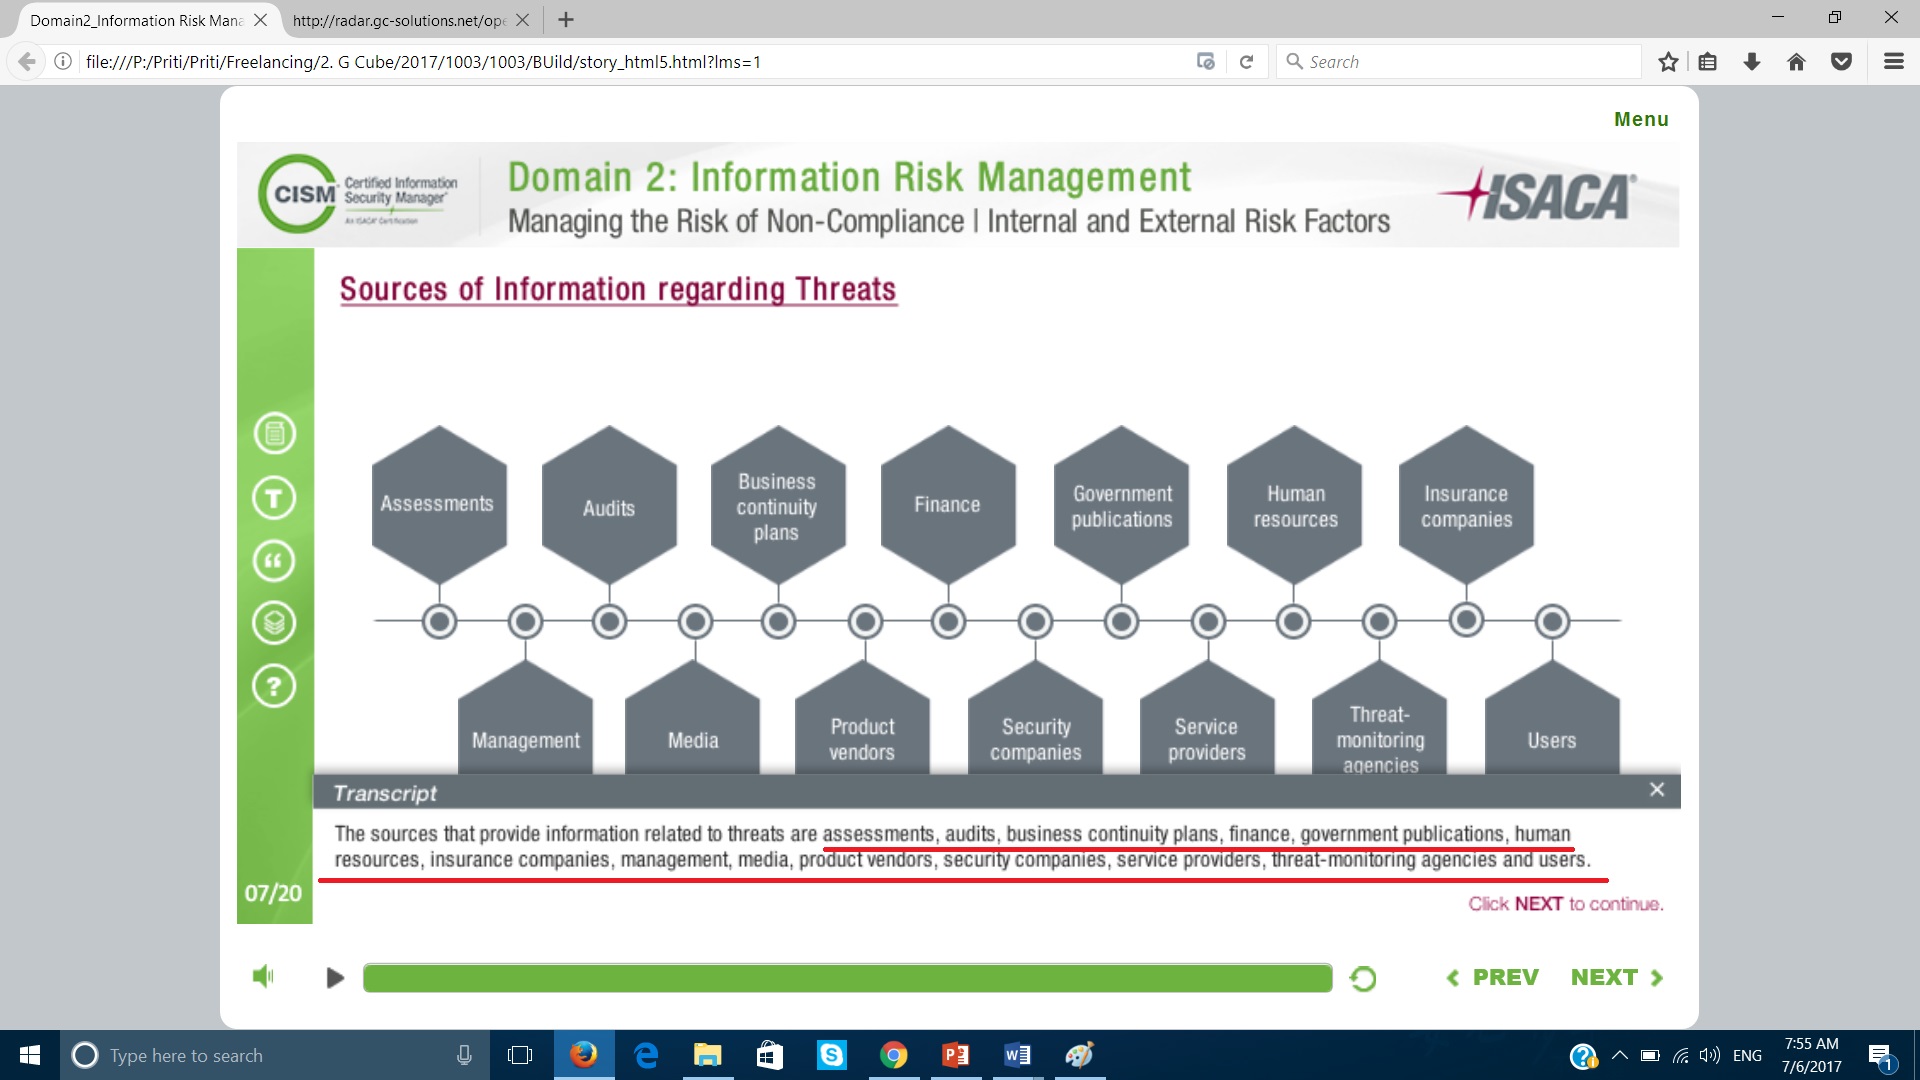 Domain2_Information Risk Mana
http://radar.gc-solutions.net/ope
file:///P:/Priti/Priti/Freelancing/2. G Cube/2017/1003/1003/BUild/story_html5.html?lms=1
Search
Menu
CISM
Certified Information
Security Manager®
An ISACA® Certification
Domain 2: Information Risk Management
Managing the Risk of Non-Compliance | Internal and External Risk Factors
ISACA®
Sources of Information regarding Threats
Assessments
Audits
Business
continuity
plans
Finance
Government
publications
Human
resources
Insurance
companies
Management
Media
Product
vendors
Security
companies
Service
providers
Threat-
monitoring
agencies
Users
Transcript
The sources that provide information related to threats are assessments, audits, business continuity plans, finance, government publications, human
resources, insurance companies, management, media, product vendors, security companies, service providers, threat-monitoring agencies and users.
07/20
Click NEXT to continue.
PREV
NEXT
Type here to search
ENG
7:55 AM
7/6/2017
1